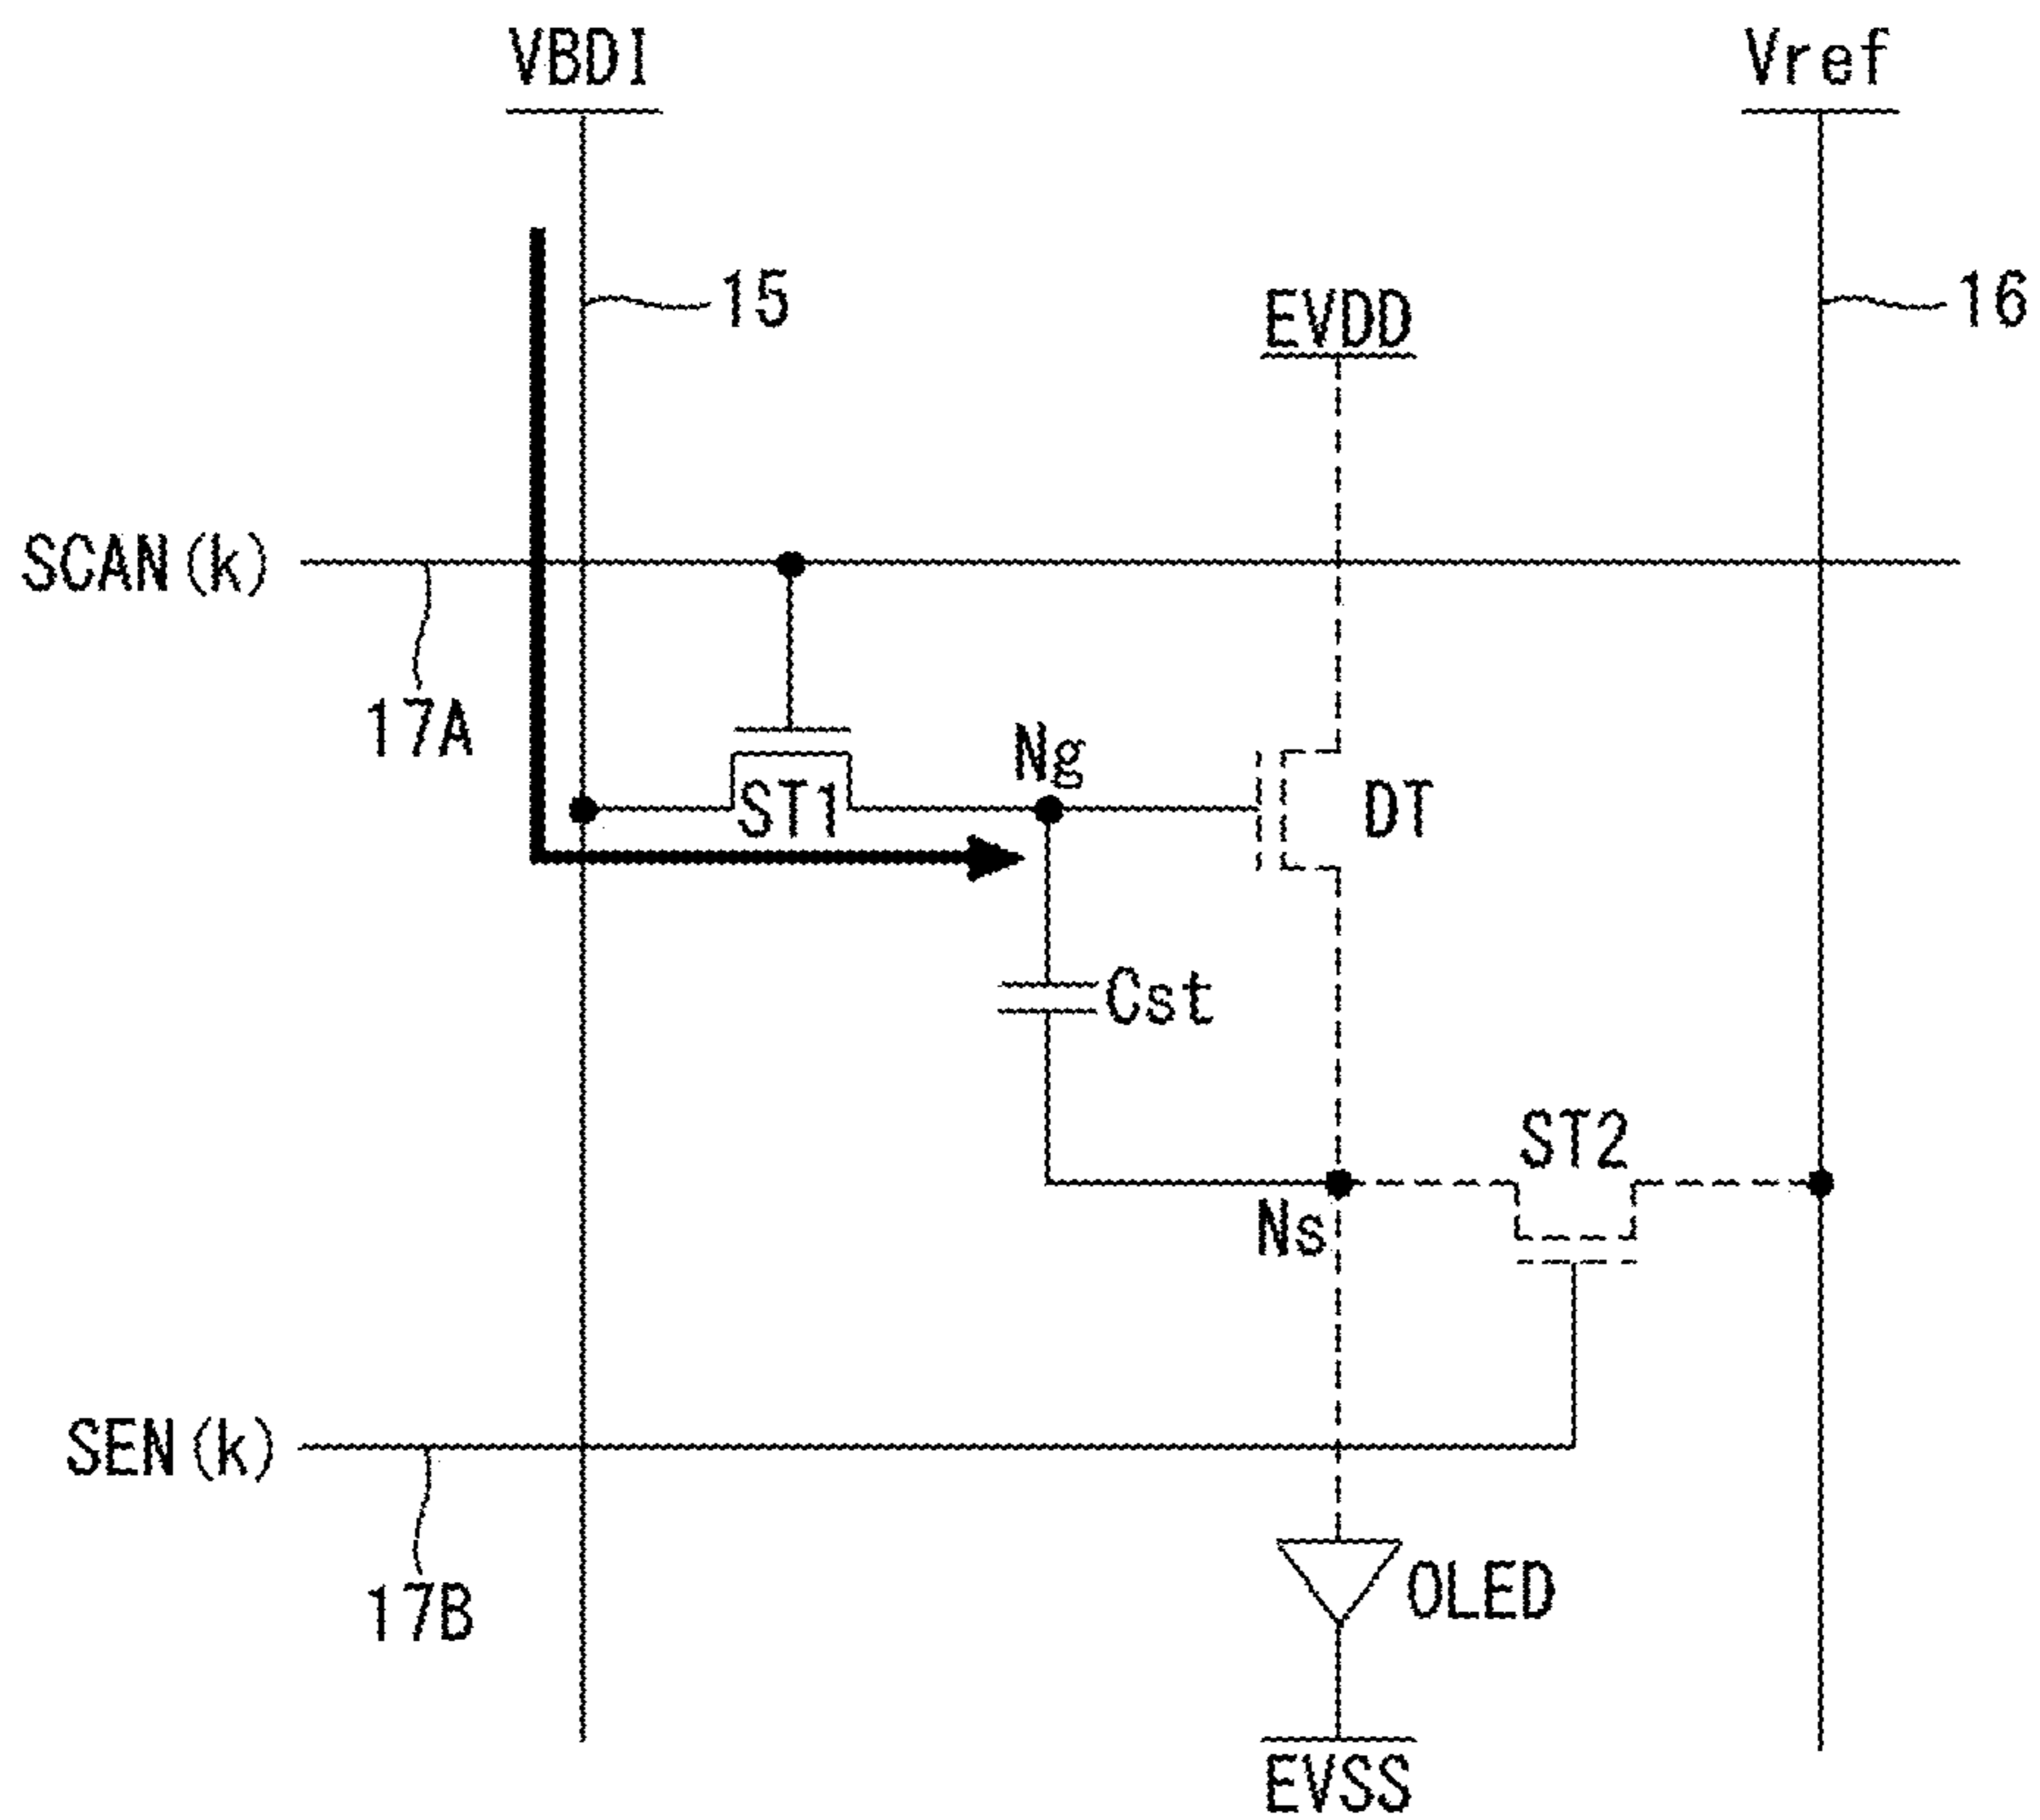 VBDI
Vref
15
16
EVDD
SCAN(k)
17A
Ng
ST1
DT
Cst
ST2
Ns
SEN(k)
17B
OLED
EVSS